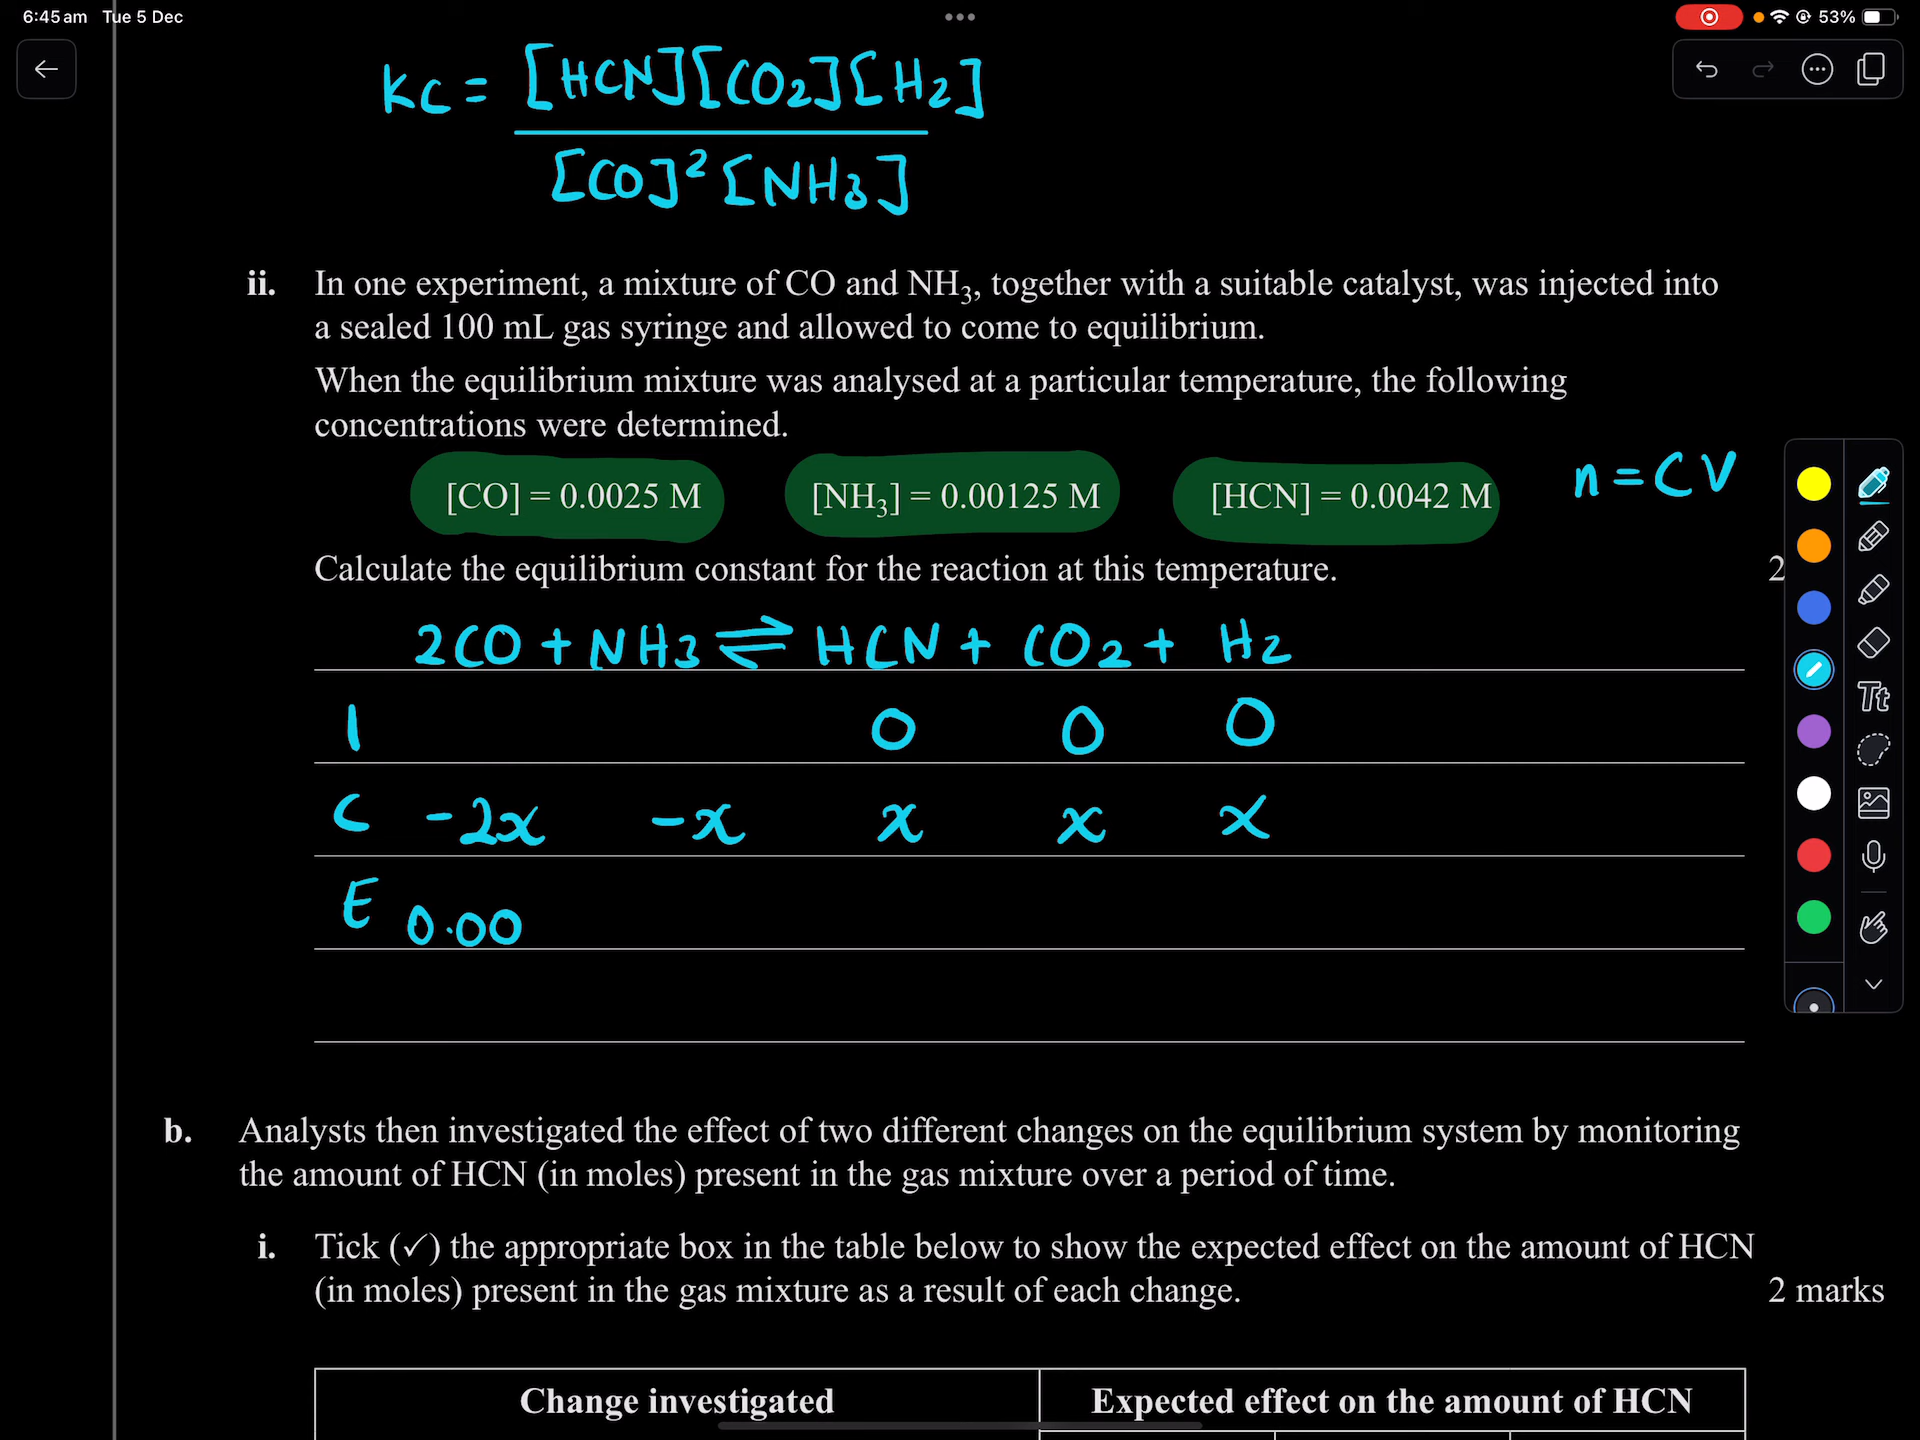 6:45 am Tue 5 Dec
53%
Kc = [HCN][CO2][H2]
[CO]² [NH3]
ii. In one experiment, a mixture of CO and NH₃, together with a suitable catalyst, was injected into
a sealed 100 mL gas syringe and allowed to come to equilibrium.
When the equilibrium mixture was analysed at a particular temperature, the following
concentrations were determined.
[CO] = 0.0025 M [NH₃] = 0.00125 M [HCN] = 0.0042 M n = CV
Calculate the equilibrium constant for the reaction at this temperature. 2
2CO + NH3 ⇌ HCN + CO2 + H2
I 0 0 0
C -2x -x x x x
E 0.00
b. Analysts then investigated the effect of two different changes on the equilibrium system by monitoring
the amount of HCN (in moles) present in the gas mixture over a period of time.
i. Tick (✓) the appropriate box in the table below to show the expected effect on the amount of HCN
(in moles) present in the gas mixture as a result of each change. 2 marks
Change investigated Expected effect on the amount of HCN
Tt